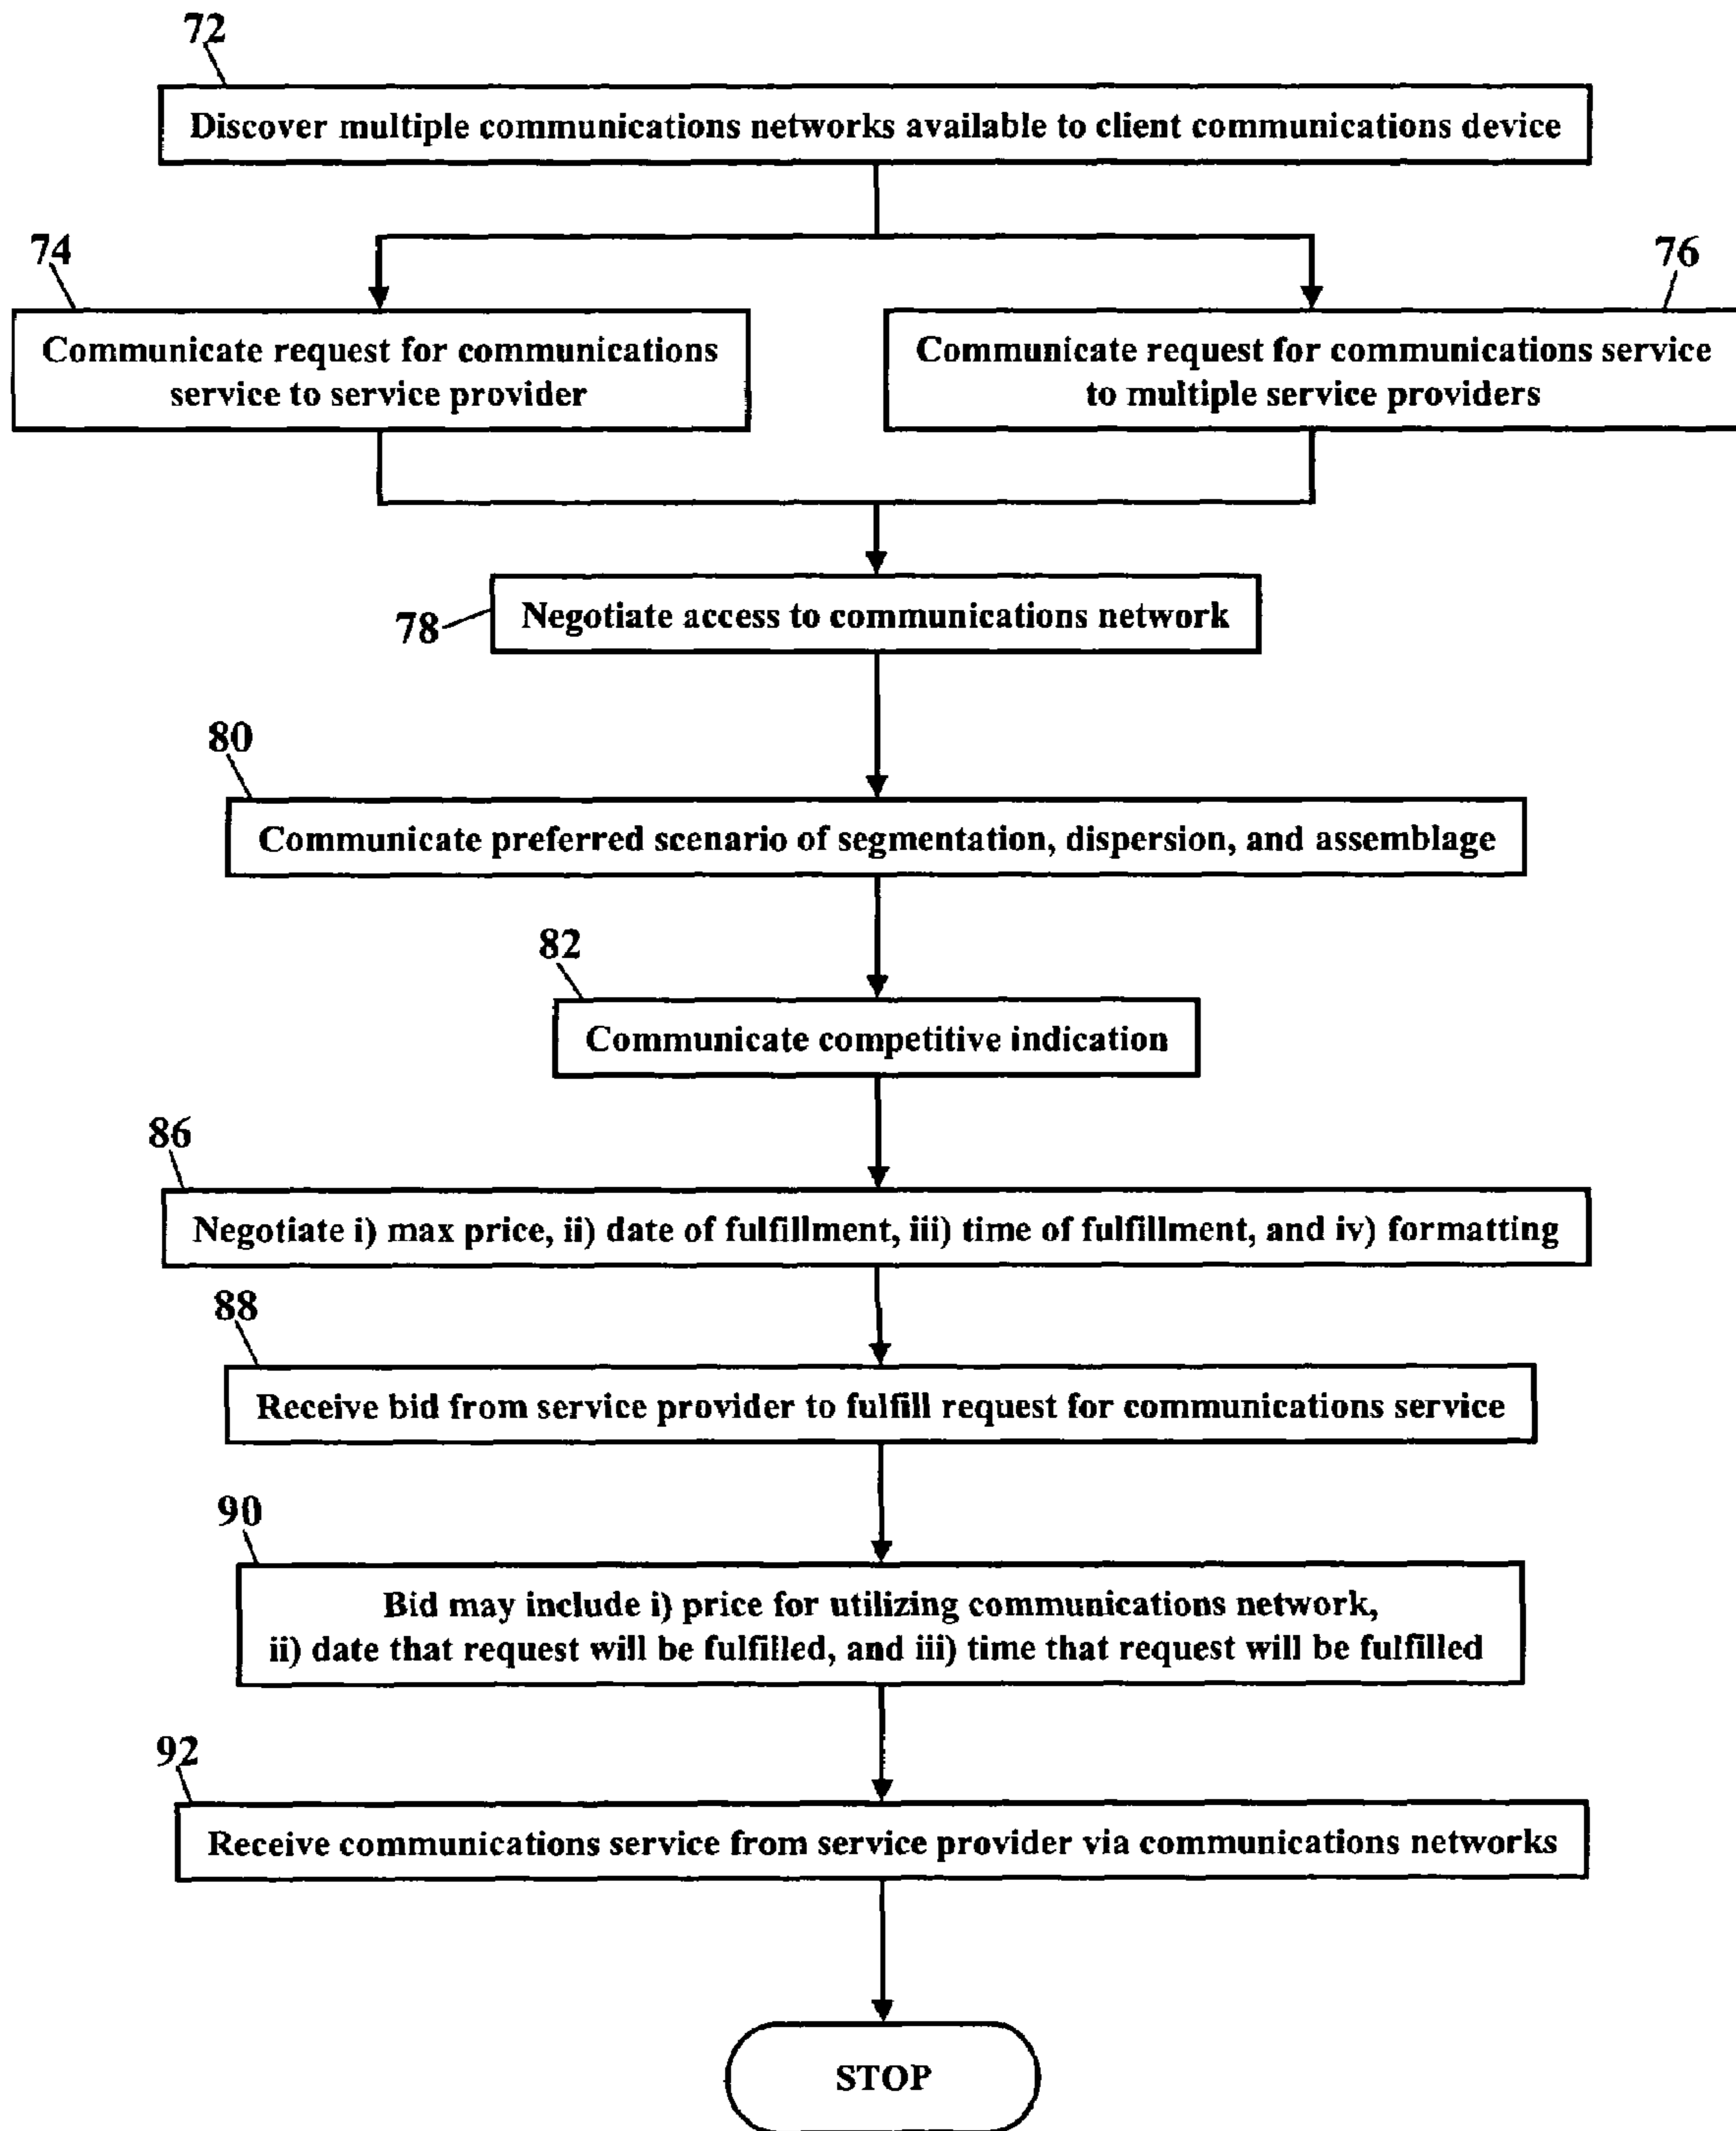 72
Discover multiple communications networks available to client communications device
74
76
Communicate request for communications
service to service provider
Communicate request for communications service
to multiple service providers
78
Negotiate access to communications network
80
Communicate preferred scenario of segmentation, dispersion, and assemblage
82
Communicate competitive indication
86
Negotiate i) max price, ii) date of fulfillment, iii) time of fulfillment, and iv) formatting
88
Receive bid from service provider to fulfill request for communications service
90
Bid may include i) price for utilizing communications network,
ii) date that request will be fulfilled, and iii) time that request will be fulfilled
92
Receive communications service from service provider via communications networks
STOP